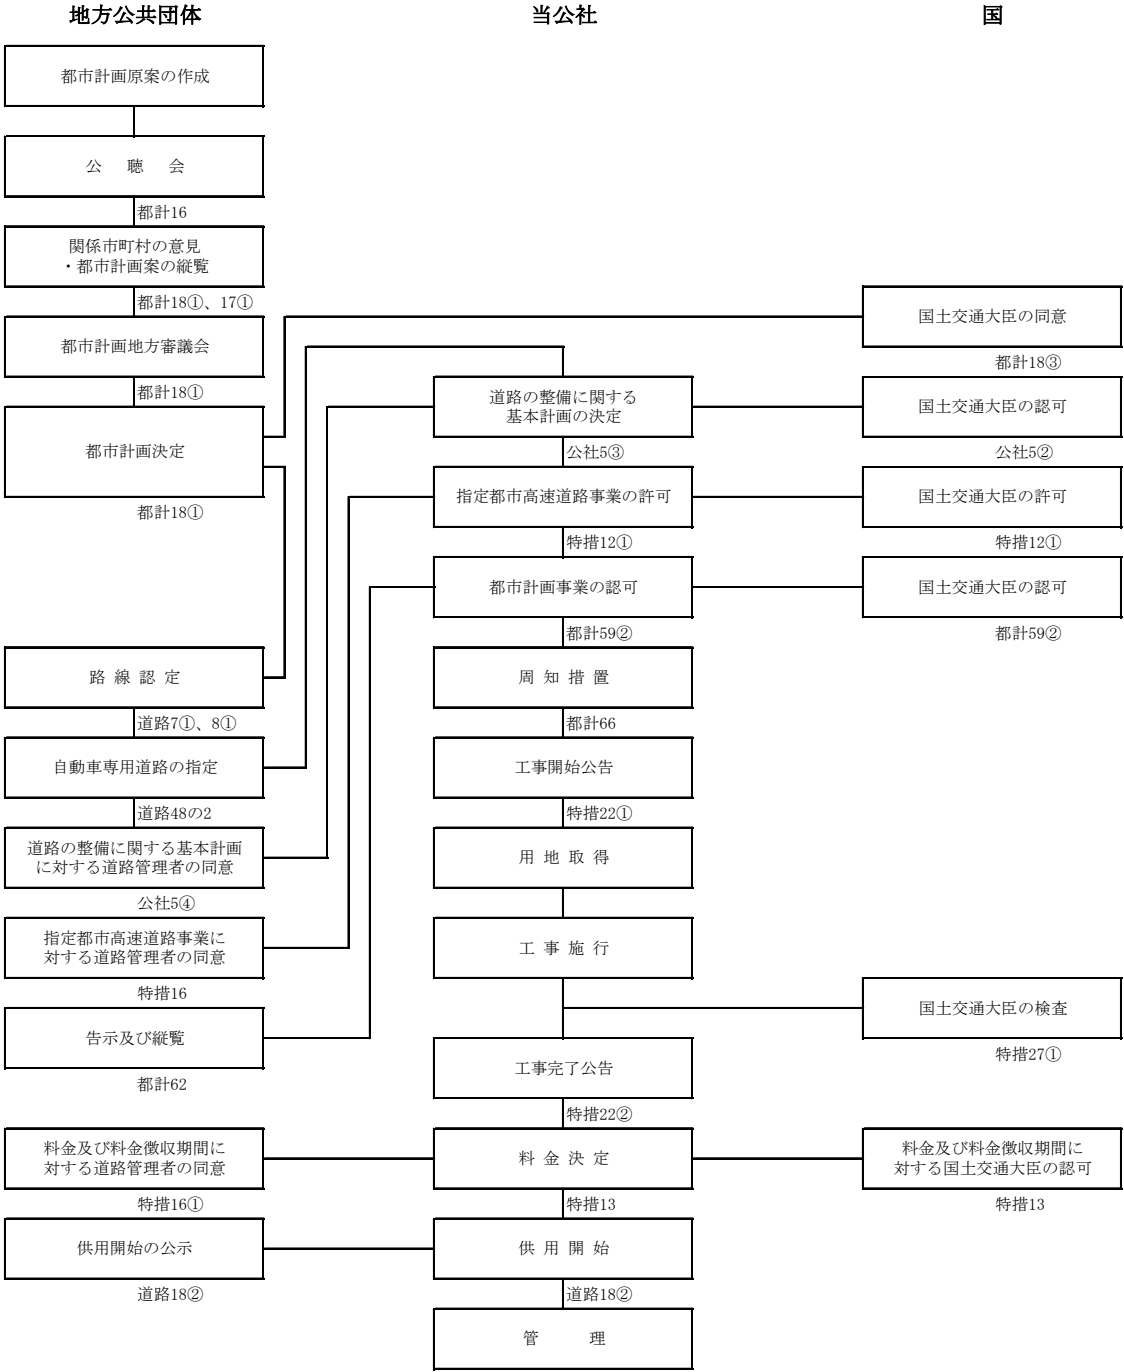 地方公共団体
当公社
国
都市計画原案の作成
公 聴 会
都計16
関係市町村の意見
・都市計画案の縦覧
都計18①、17①
国土交通大臣の同意
都市計画地方審議会
都計18③
都計18①
道路の整備に関する
基本計画の決定
国土交通大臣の認可
都市計画決定
公社5③
公社5②
指定都市高速道路事業の許可
国土交通大臣の許可
都計18①
特措12①
特措12①
都市計画事業の認可
国土交通大臣の認可
都計59②
都計59②
路 線 認 定
周 知 措 置
道路7①、8①
都計66
自動車専用道路の指定
工事開始公告
道路48の2
特措22①
道路の整備に関する基本計画
に対する道路管理者の同意
用 地 取 得
公社5④
指定都市高速道路事業に
対する道路管理者の同意
工 事 施 行
特措16
国土交通大臣の検査
告示及び縦覧
特措27①
工事完了公告
都計62
特措22②
料金及び料金徴収期間に
対する道路管理者の同意
料 金 決 定
料金及び料金徴収期間に
対する国土交通大臣の認可
特措16①
特措13
特措13
供用開始の公示
供 用 開 始
道路18②
道路18②
管 理